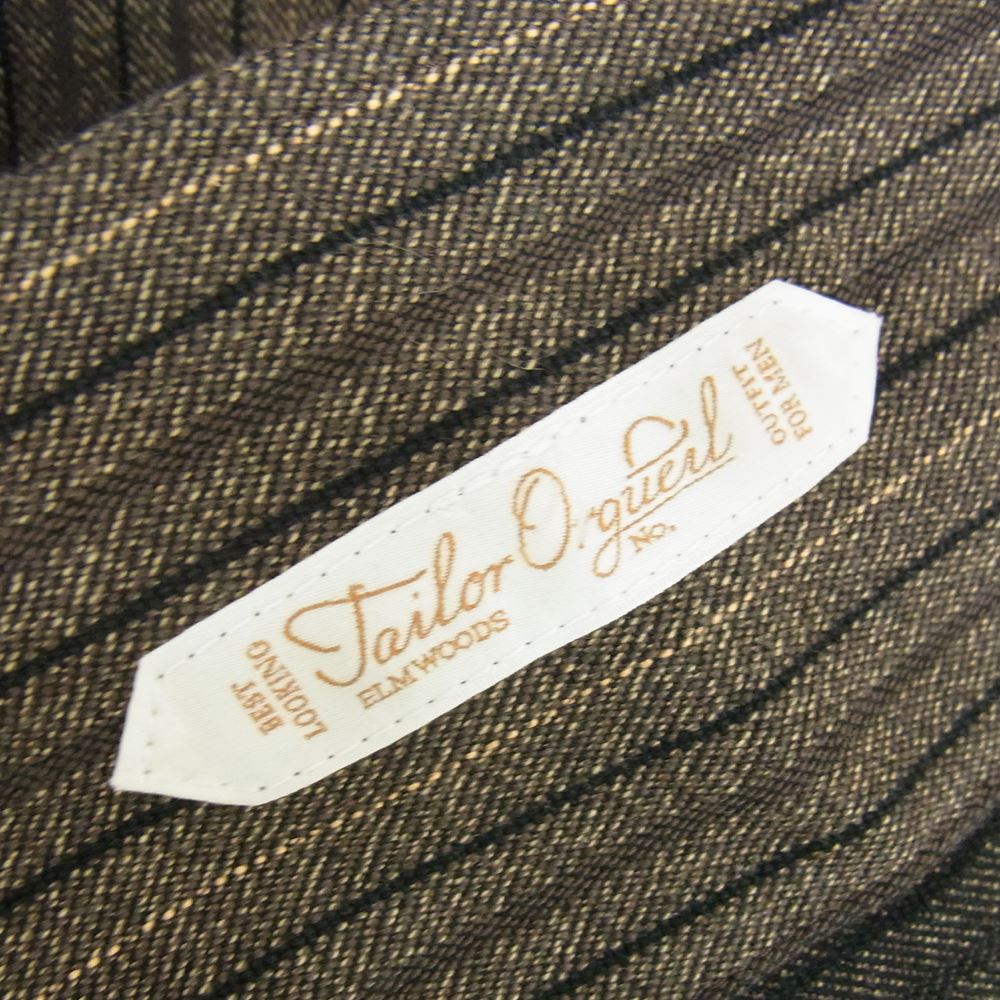 BEST
LOOKING
Tailor Orgueil
ELMWOODS
No.
OUTFIT
FOR MEN